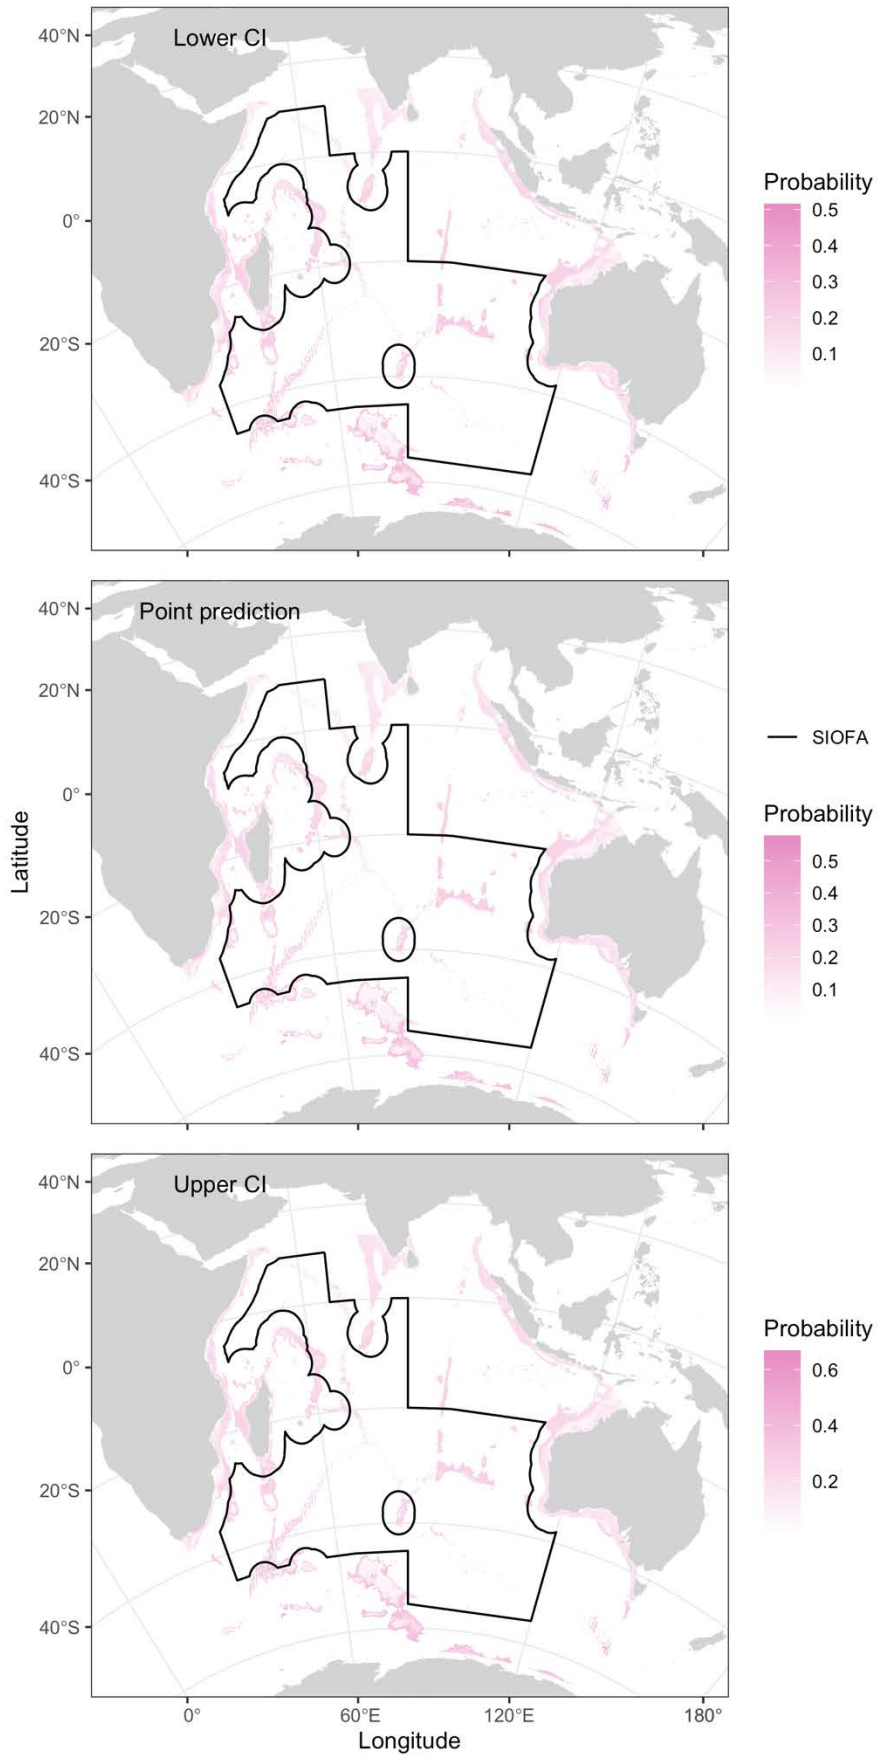 Lower CI
40°N
20°N
0°
20°S
40°S
Probability
0.5
0.4
0.3
0.2
0.1
Point prediction
40°N
20°N
0°
20°S
40°S
Latitude
SIOFA
Probability
0.5
0.4
0.3
0.2
0.1
Upper CI
40°N
20°N
0°
20°S
40°S
Probability
0.6
0.4
0.2
0°
60°E
120°E
180°
Longitude